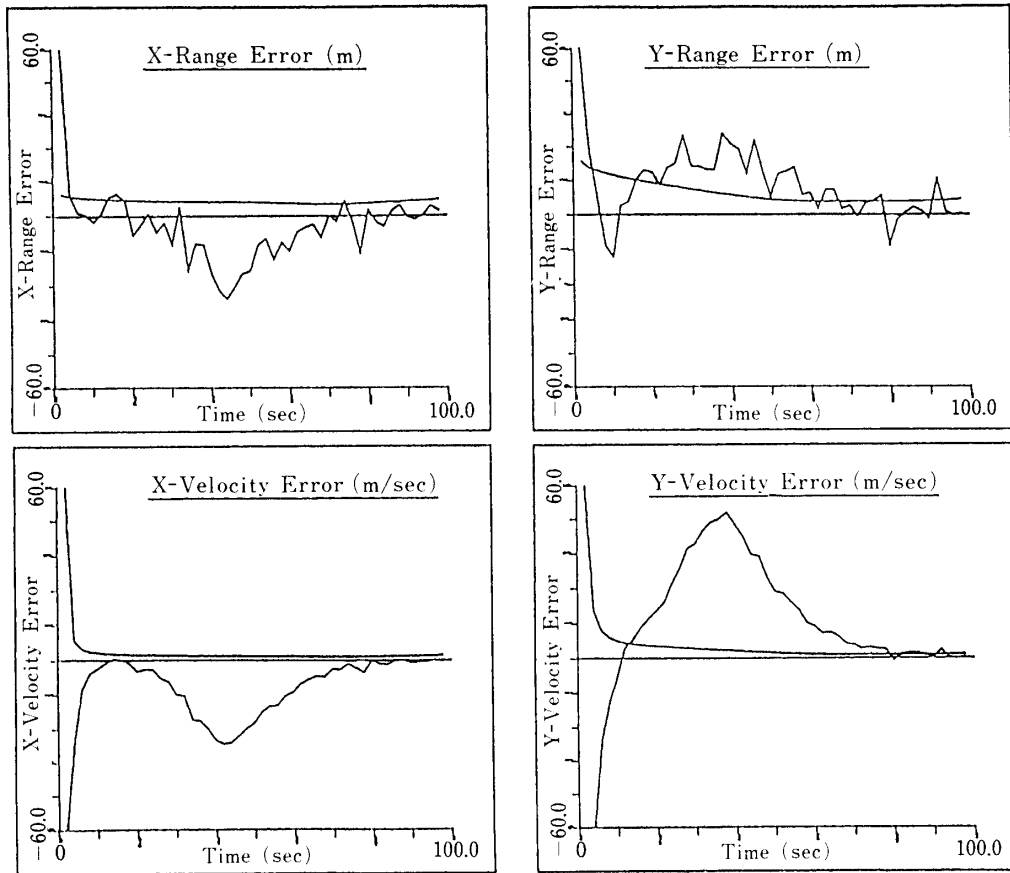 X-Range Error (m)
60.0
X-Range Error
-60.0
0
Time (sec)
100.0
Y-Range Error (m)
60.0
Y-Range Error
-60.0
0
Time (sec)
100.0
X-Velocity Error (m/sec)
60.0
X-Velocity Error
-60.0
0
Time (sec)
100.0
Y-Velocity Error (m/sec)
60.0
Y-Velocity Error
-60.0
0
Time (sec)
100.0